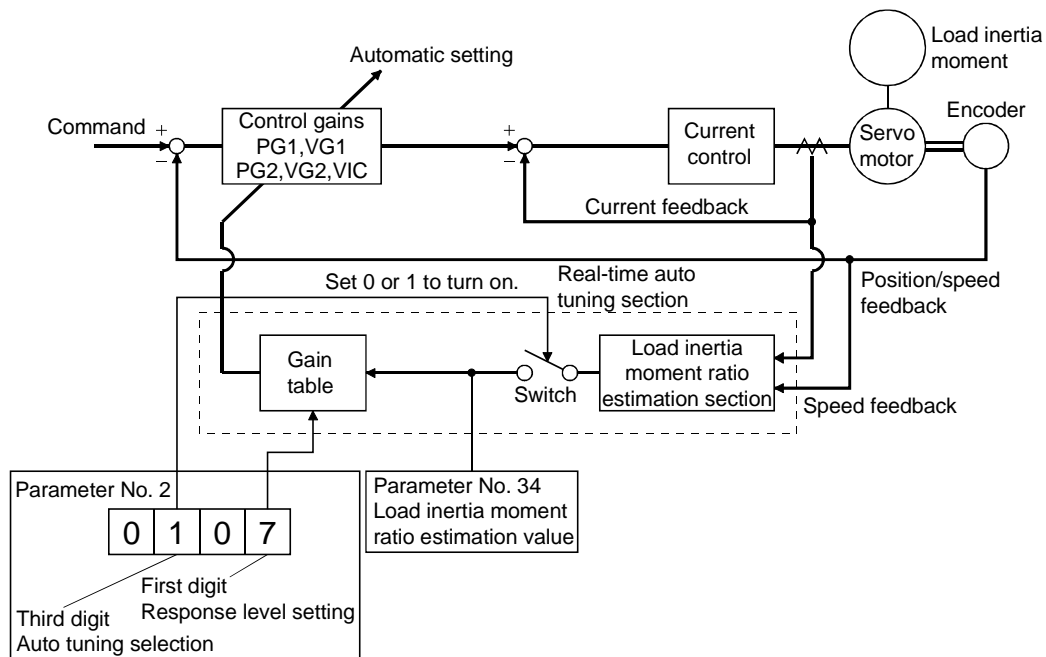 Load inertia
moment
Automatic setting
Encoder
Command
+
−
Control gains
PG1,VG1
PG2,VG2,VIC
+
−
Current
control
Servo
motor
Current feedback
Set 0 or 1 to turn on.
Real-time auto
tuning section
Position/speed
feedback
Gain
table
Switch
Load inertia
moment ratio
estimation section
Speed feedback
Parameter No. 2
0 1 0 7
Parameter No. 34
Load inertia moment
ratio estimation value
First digit
Response level setting
Third digit
Auto tuning selection